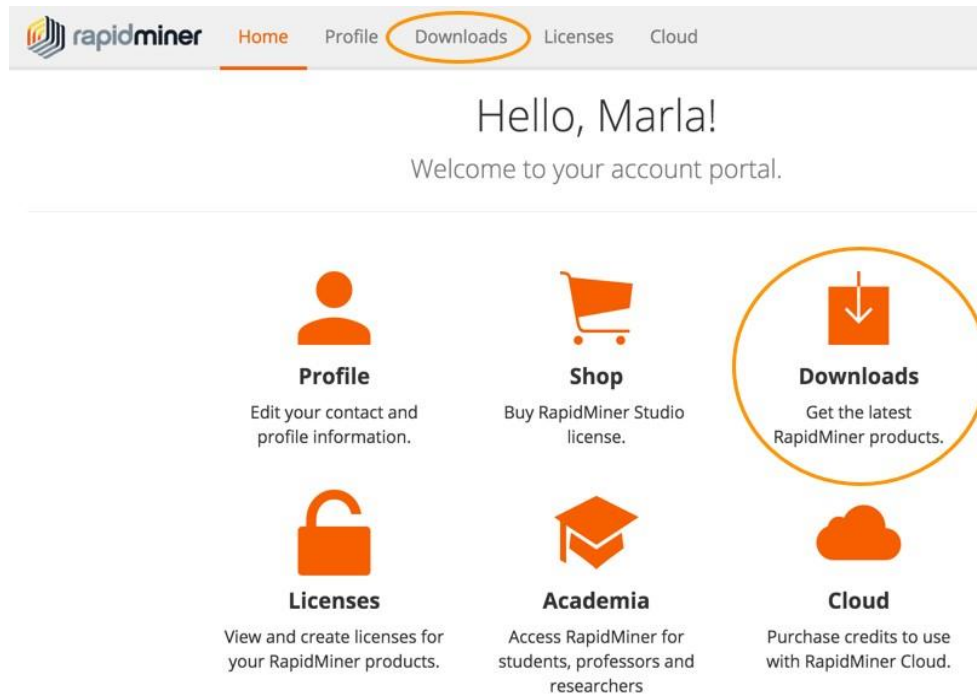 rapidminer Home Profile Downloads Licenses Cloud
Hello, Marla!
Welcome to your account portal.
Profile
Edit your contact and
profile information.
Shop
Buy RapidMiner Studio
license.
Downloads
Get the latest
RapidMiner products.
Licenses
View and create licenses for
your RapidMiner products.
Academia
Access RapidMiner for
students, professors and
researchers
Cloud
Purchase credits to use
with RapidMiner Cloud.